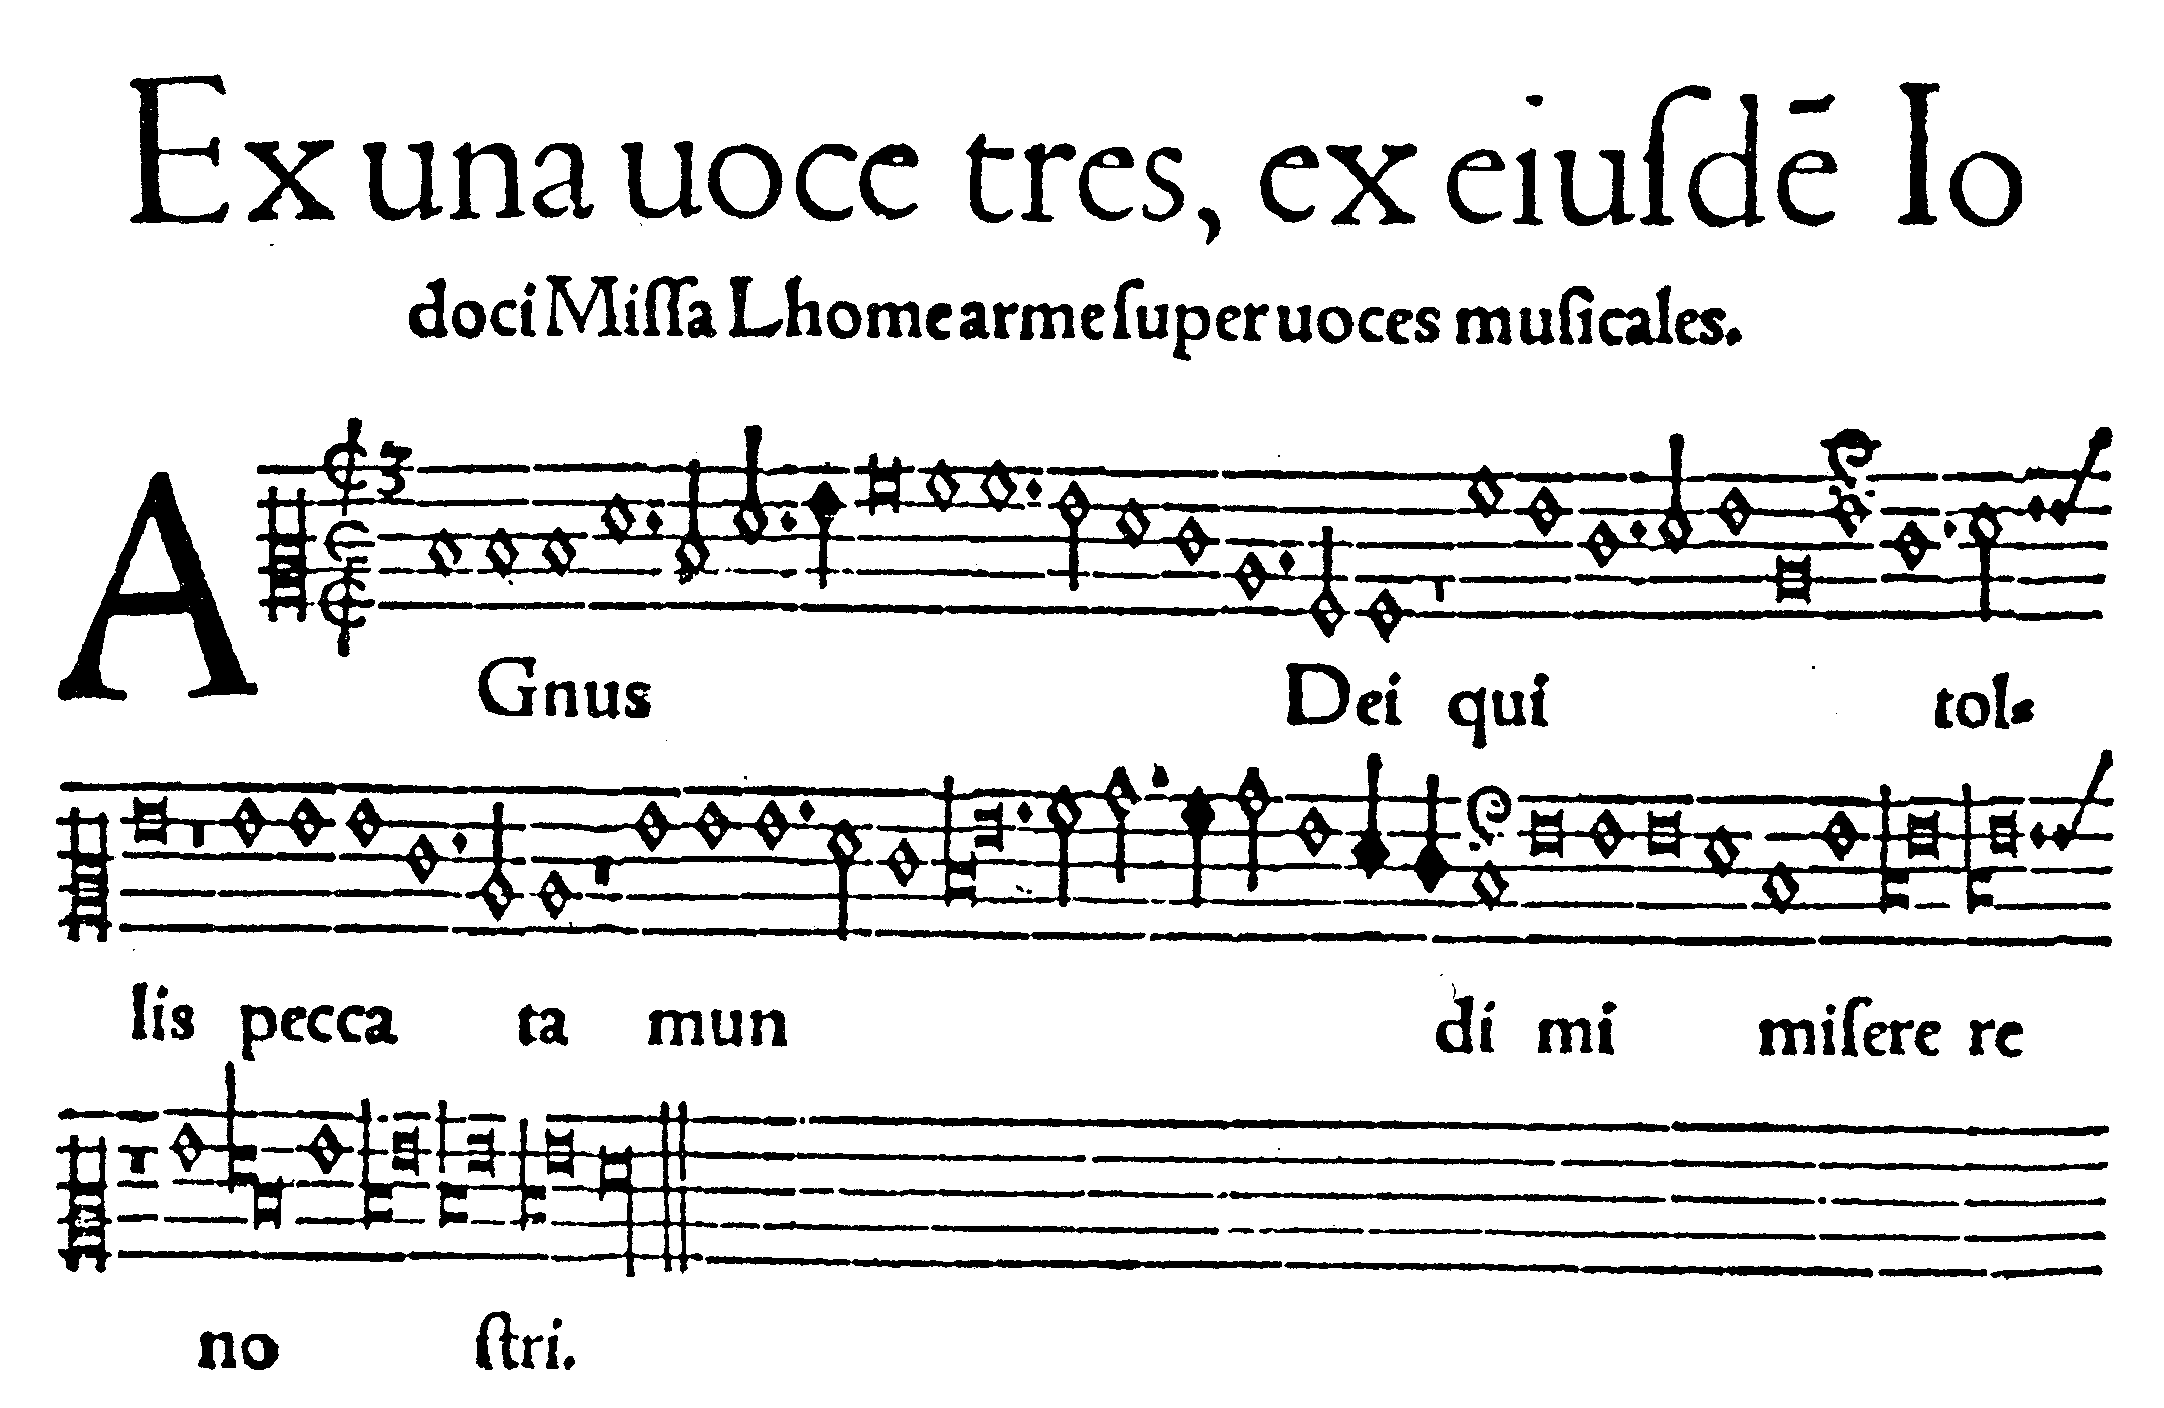 Ex una uoce tres, ex eiuſdē Io
doci Miſſa Lhome arme ſuper uoces muſicales.
3
A
Gnus Dei qui tol-
lis pecca ta mun di mi miſere re
no ſtri.